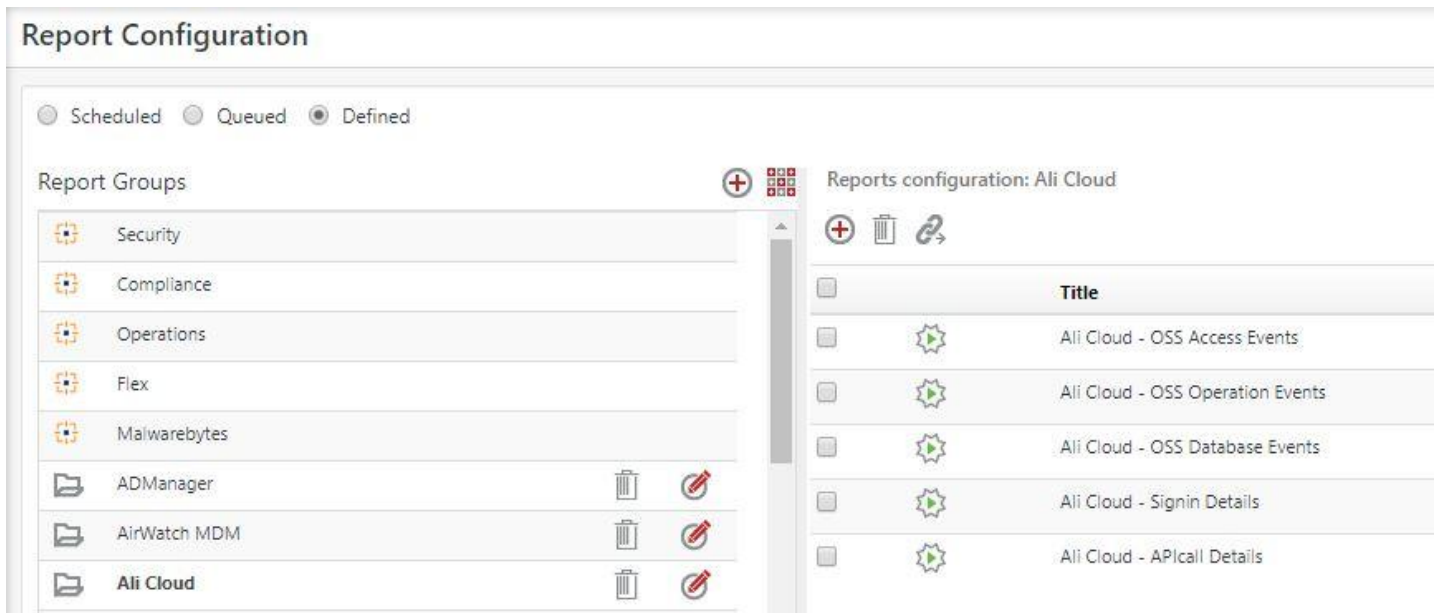 Report Configuration
Scheduled Queued Defined
Report Groups
Security
Compliance
Operations
Flex
Malwarebytes
ADManager
AirWatch MDM
Ali Cloud
Reports configuration: Ali Cloud
Title
Ali Cloud - OSS Access Events
Ali Cloud - OSS Operation Events
Ali Cloud - OSS Database Events
Ali Cloud - Signin Details
Ali Cloud - APIcall Details